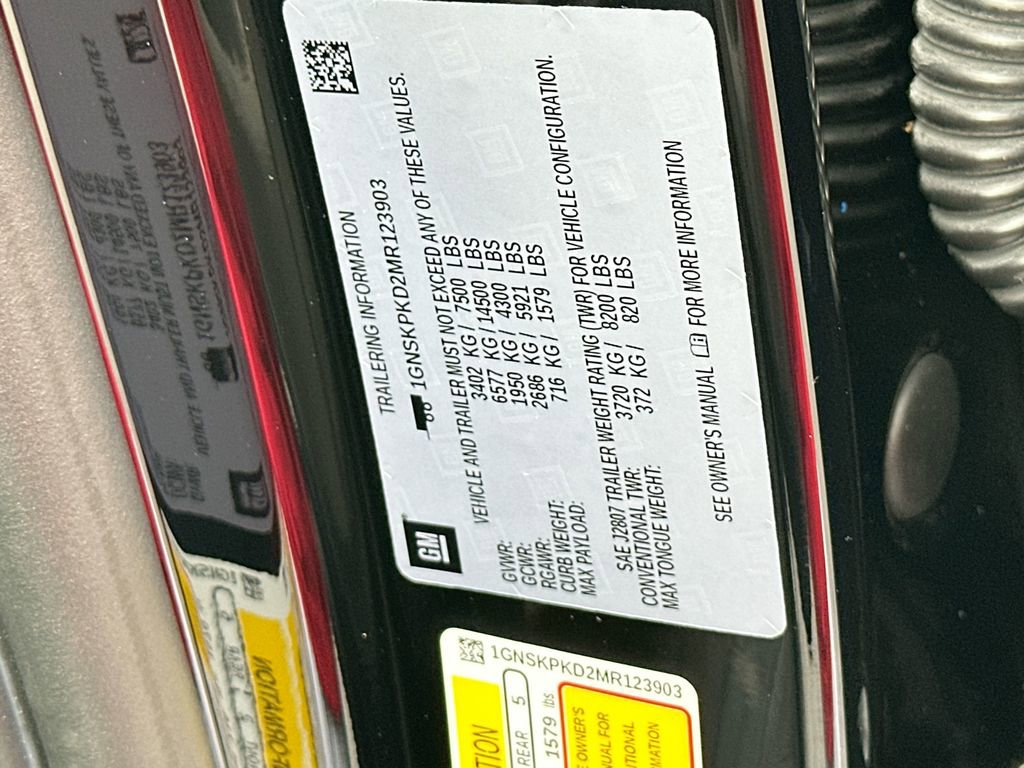 TRAILERING INFORMATION
1GNSKPKD2MR123903
GM
VEHICLE AND TRAILER MUST NOT EXCEED ANY OF THESE VALUES.
GVWR: 3402 KG / 7500 LBS
GCWR: 6577 KG / 14500 LBS
RGAWR: 1950 KG / 4300 LBS
CURB WEIGHT: 2686 KG / 5921 LBS
MAX PAYLOAD: 716 KG / 1579 LBS
SAE J2807 TRAILER WEIGHT RATING (TWR) FOR VEHICLE CONFIGURATION.
CONVENTIONAL TWR: 3720 KG / 8200 LBS
MAX TONGUE WEIGHT: 372 KG / 820 LBS
SEE OWNER'S MANUAL FOR MORE INFORMATION
1GNSKPKD2MR123903
REAR 5
1579 lbs
OWNER'S
FOR